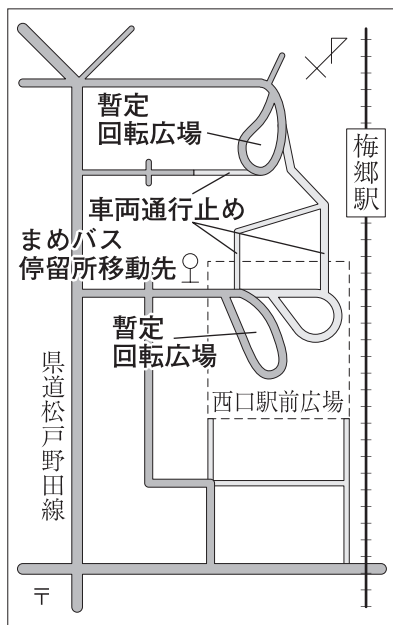 暫定
回転広場
梅郷駅
車両通行止め
まめバス
停留所移動先
暫定
回転広場
県道松戸野田線
西口駅前広場
〒